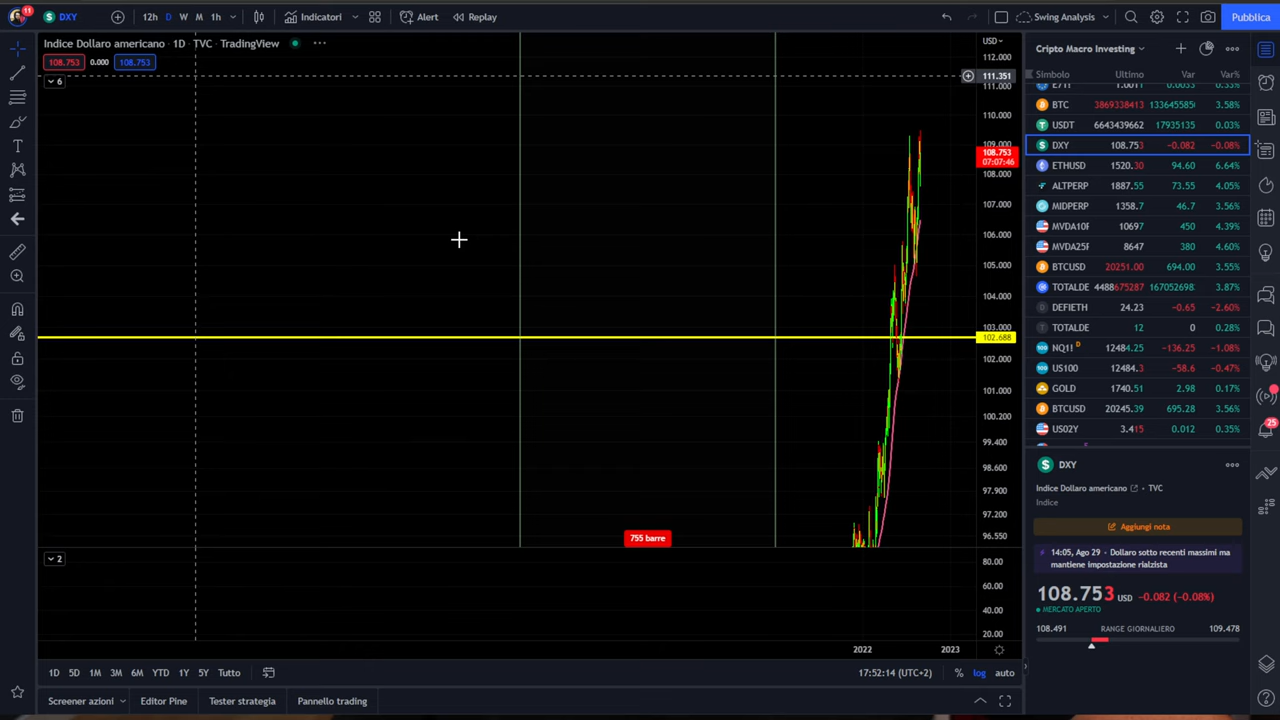 11 DXY 12h D W M 1h Indicatori Alert Replay Swing Analysis Pubblica
Indice Dollaro americano · 1D · TVC · TradingView
108.753 0.000 108.753
6
USD
112.000
111.351
111.000
110.000
109.000
108.753
07:07:46
108.000
107.000
106.000
105.000
104.000
103.000
102.688
102.000
101.000
100.200
99.400
98.600
97.900
97.200
96.550
755 barre
2
80.00
60.00
40.00
20.00
2022 2023
1D 5D 1M 3M 6M YTD 1Y 5Y Tutto 17:52:14 (UTC+2) % log auto
Screener azioni Editor Pine Tester strategia Pannello trading
Cripto Macro Investing
Simbolo Ultimo Var Var%
BTC 3869338413 1336455850 3.58%
USDT 6643439662 17935135 0.03%
DXY 108.753 -0.082 -0.08%
ETHUSD 1520.30 94.60 6.64%
ALTPERP 1887.55 73.55 4.05%
MIDPERP 1358.7 46.7 3.56%
MVDA10F 10697 450 4.39%
MVDA25F 8647 380 4.60%
BTCUSD 20251.00 694.00 3.55%
TOTALDE 4488675287 167052698 3.87%
DEFIETH 24.23 -0.65 -2.60%
TOTALDE 12 0 0.28%
NQ1! D 12484.25 -136.25 -1.08%
US100 12484.3 -58.6 -0.47%
GOLD 1740.51 2.98 0.17%
BTCUSD 20245.39 695.28 3.56%
US02Y 3.415 0.012 0.35%
DXY
Indice Dollaro americano · TVC
Indice
Aggiungi nota
14:05, Ago 29 · Dollaro sotto recenti massimi ma
mantiene impostazione rialzista
108.753 USD -0.082 (-0.08%)
MERCATO APERTO
108.491 RANGE GIORNALIERO 109.478
25